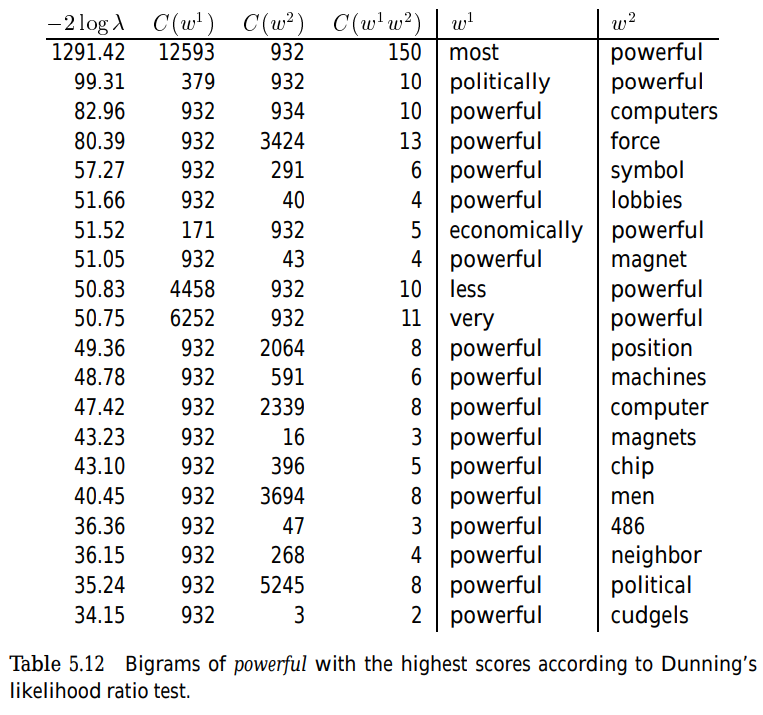 −2 log λ C(w¹) C(w²) C(w¹w²) w¹ w²
1291.42 12593 932 150 most powerful
99.31 379 932 10 politically powerful
82.96 932 934 10 powerful computers
80.39 932 3424 13 powerful force
57.27 932 291 6 powerful symbol
51.66 932 40 4 powerful lobbies
51.52 171 932 5 economically powerful
51.05 932 43 4 powerful magnet
50.83 4458 932 10 less powerful
50.75 6252 932 11 very powerful
49.36 932 2064 8 powerful position
48.78 932 591 6 powerful machines
47.42 932 2339 8 powerful computer
43.23 932 16 3 powerful magnets
43.10 932 396 5 powerful chip
40.45 932 3694 8 powerful men
36.36 932 47 3 powerful 486
36.15 932 268 4 powerful neighbor
35.24 932 5245 8 powerful political
34.15 932 3 2 powerful cudgels
Table 5.12 Bigrams of powerful with the highest scores according to Dunning's
likelihood ratio test.